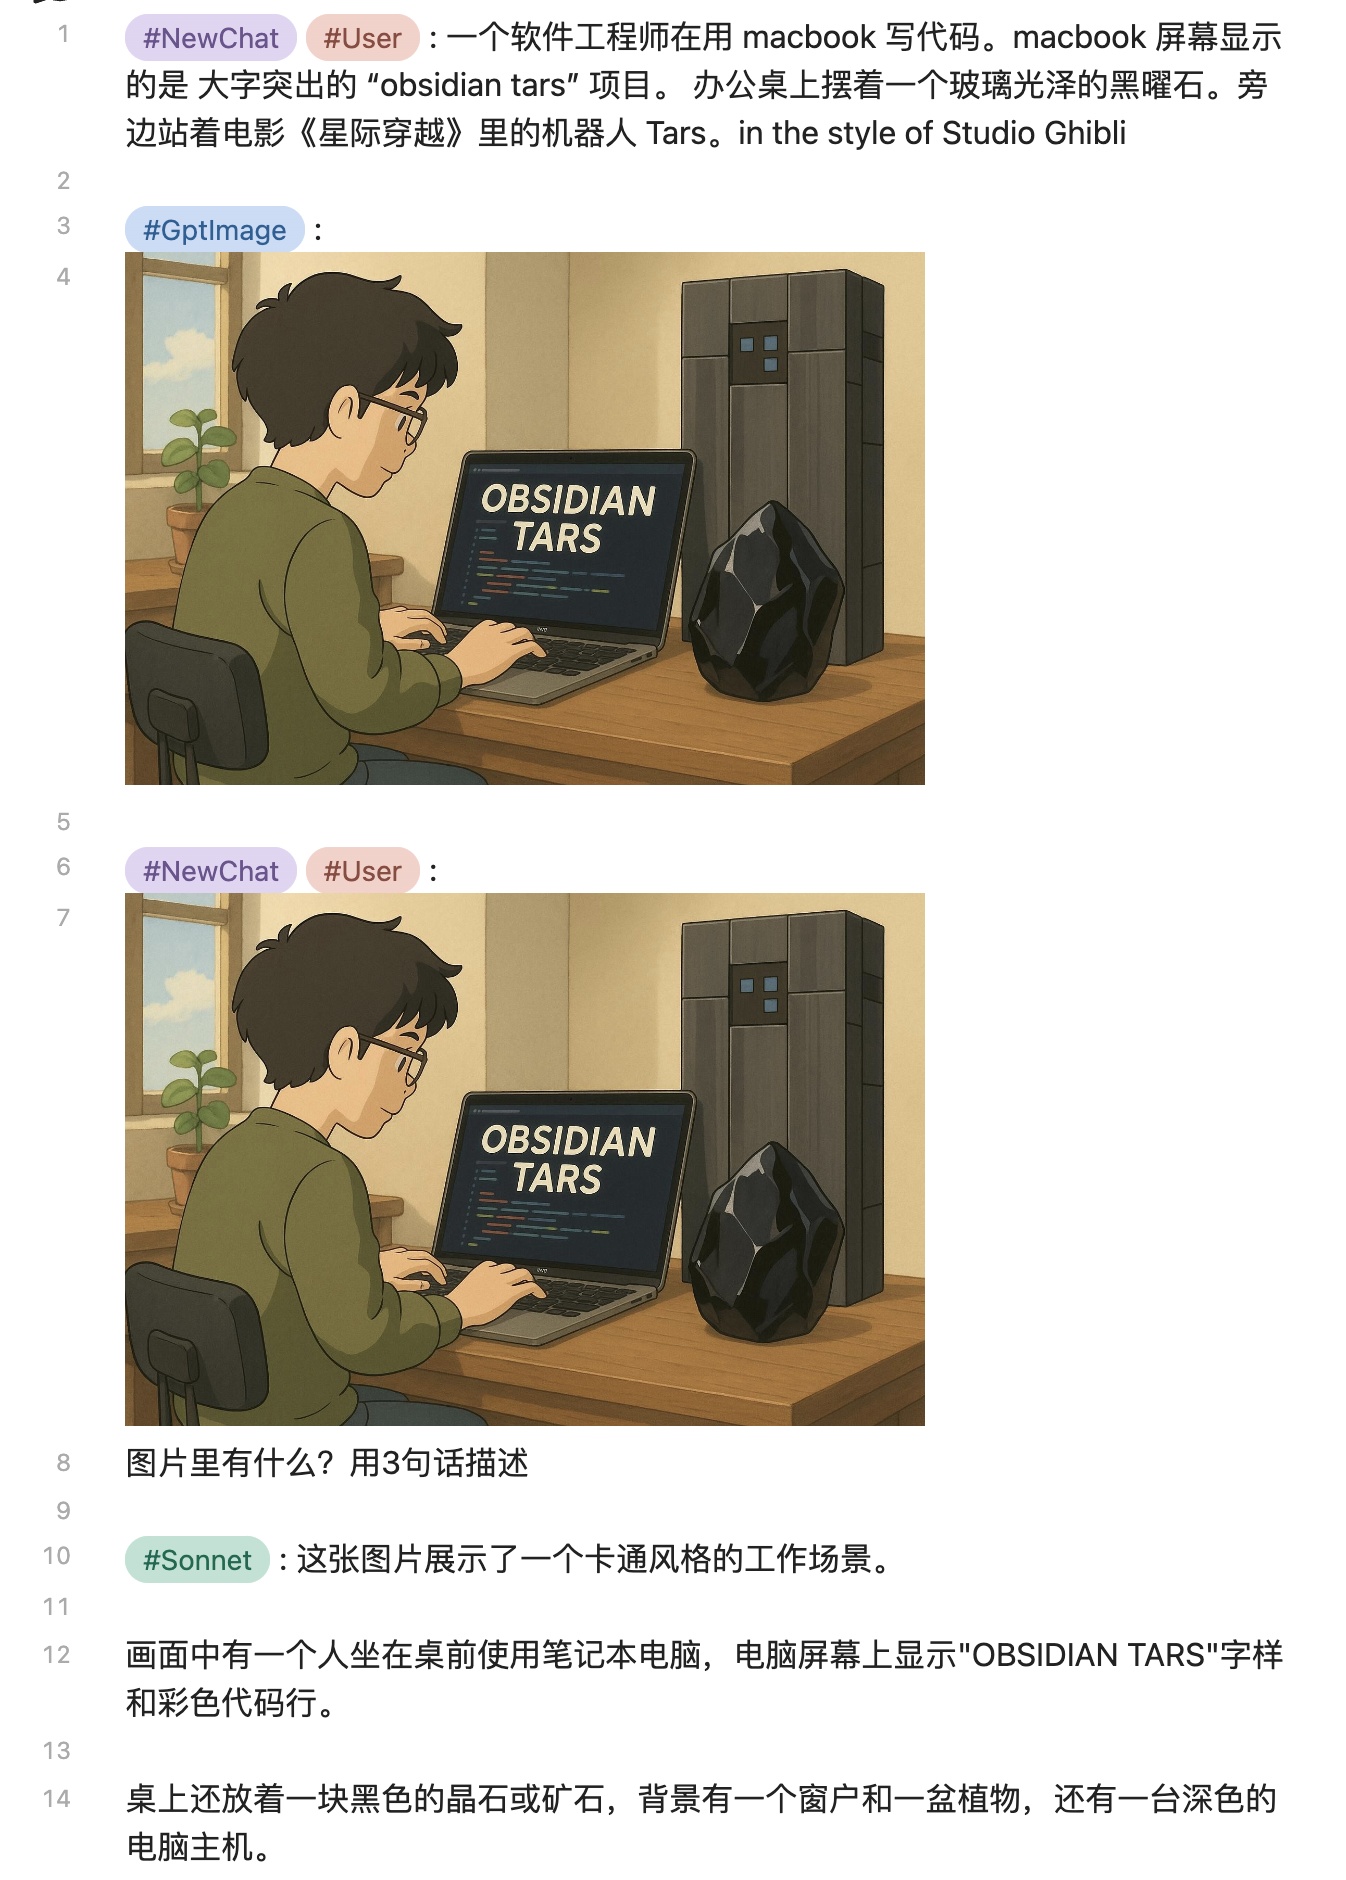 1
#NewChat #User : 一个软件工程师在用 macbook 写代码。macbook 屏幕显示
的是 大字突出的 “obsidian tars” 项目。 办公桌上摆着一个玻璃光泽的黑曜石。旁
边站着电影《星际穿越》里的机器人 Tars。in the style of Studio Ghibli
2
3
#GptImage :
4
OBSIDIAN
TARS
5
6
#NewChat #User :
7
OBSIDIAN
TARS
8
图片里有什么？用3句话描述
9
10
#Sonnet : 这张图片展示了一个卡通风格的工作场景。
11
12
画面中有一个人坐在桌前使用笔记本电脑，电脑屏幕上显示"OBSIDIAN TARS"字样
和彩色代码行。
13
14
桌上还放着一块黑色的晶石或矿石，背景有一个窗户和一盆植物，还有一台深色的
电脑主机。